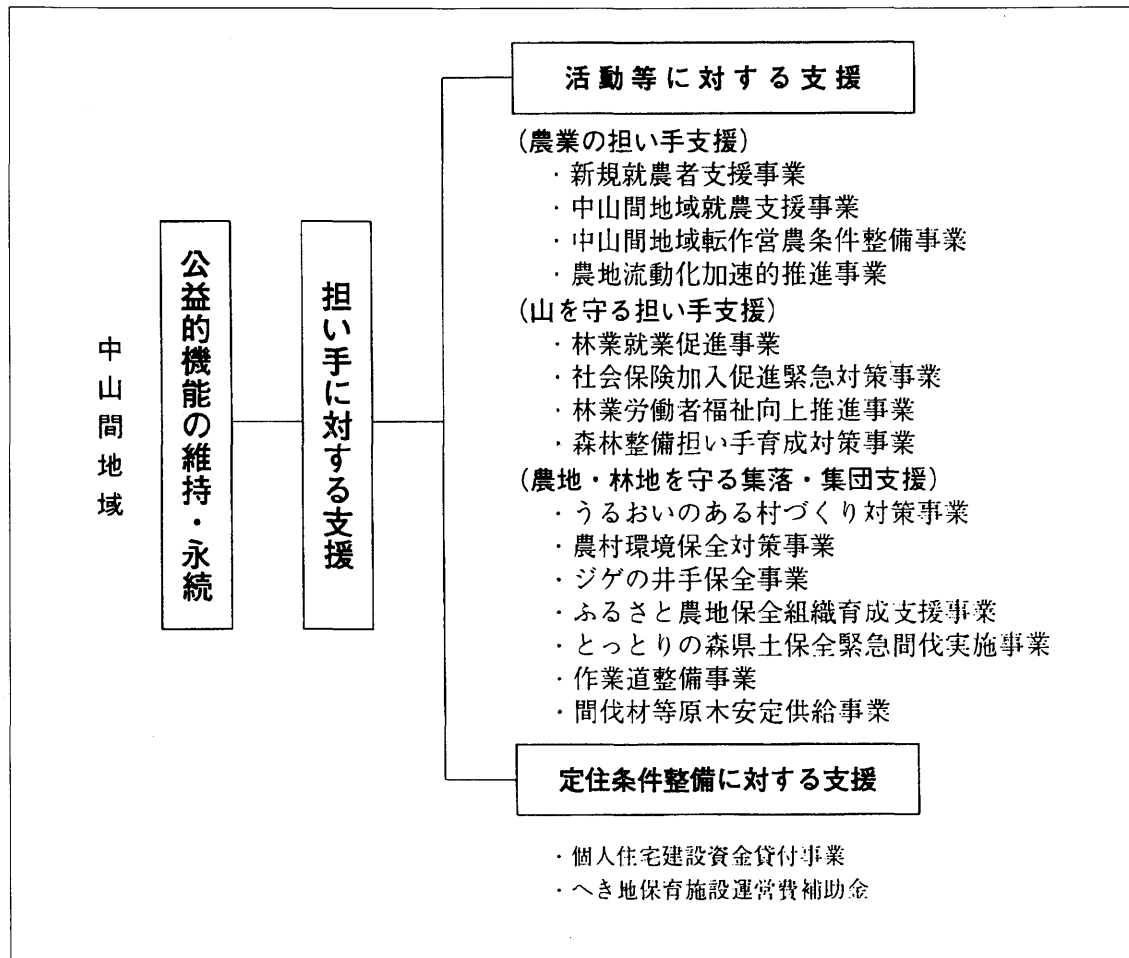 中山間地域
公益的機能の維持・永続
担い手に対する支援
活動等に対する支援
(農業の担い手支援)
・新規就農者支援事業
・中山間地域就農支援事業
・中山間地域転作営農条件整備事業
・農地流動化加速的推進事業
(山を守る担い手支援)
・林業就業促進事業
・社会保険加入促進緊急対策事業
・林業労働者福祉向上推進事業
・森林整備担い手育成対策事業
(農地・林地を守る集落・集団支援)
・うるおいのある村づくり対策事業
・農村環境保全対策事業
・ジゲの井手保全事業
・ふるさと農地保全組織育成支援事業
・とっとりの森県土保全緊急間伐実施事業
・作業道整備事業
・間伐材等原木安定供給事業
定住条件整備に対する支援
・個人住宅建設資金貸付事業
・へき地保育施設運営費補助金